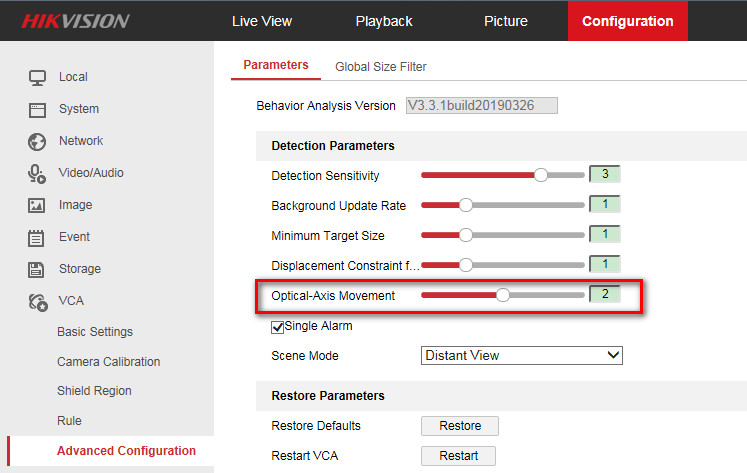 HIKVISION
Live View
Playback
Picture
Configuration
Local
System
Network
Video/Audio
Image
Event
Storage
VCA
Basic Settings
Camera Calibration
Shield Region
Rule
Advanced Configuration
Parameters
Global Size Filter
Behavior Analysis Version V3.3.1build20190326
Detection Parameters
Detection Sensitivity 3
Background Update Rate 1
Minimum Target Size 1
Displacement Constraint f... 1
Optical-Axis Movement 2
Single Alarm
Scene Mode Distant View
Restore Parameters
Restore Defaults Restore
Restart VCA Restart